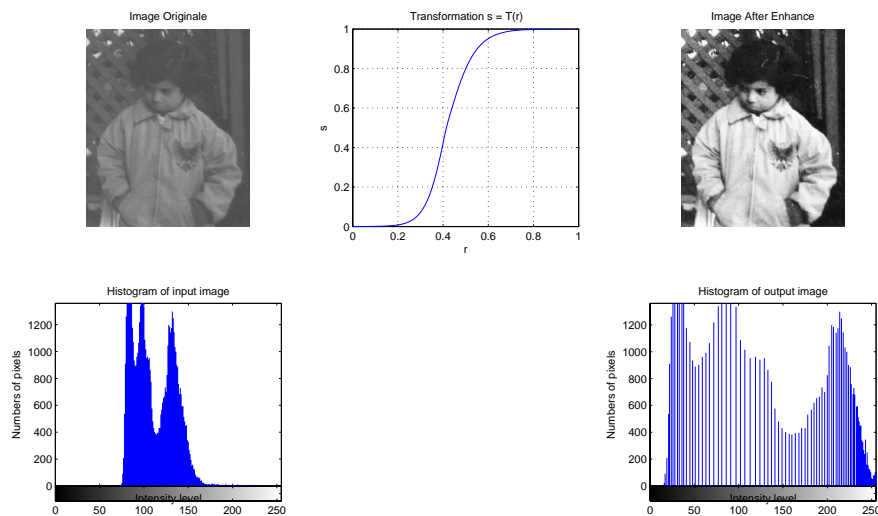 Image Originale
Transformation s = T(r)
Image After Enhance
1
0.8
0.6
0.4
0.2
0
s
0 0.2 0.4 0.6 0.8 1
r
Histogram of input image
1200
1000
800
600
400
200
0
Numbers of pixels
Intensity level
0 50 100 150 200 250
Histogram of output image
1200
1000
800
600
400
200
0
Numbers of pixels
Intensity level
0 50 100 150 200 250